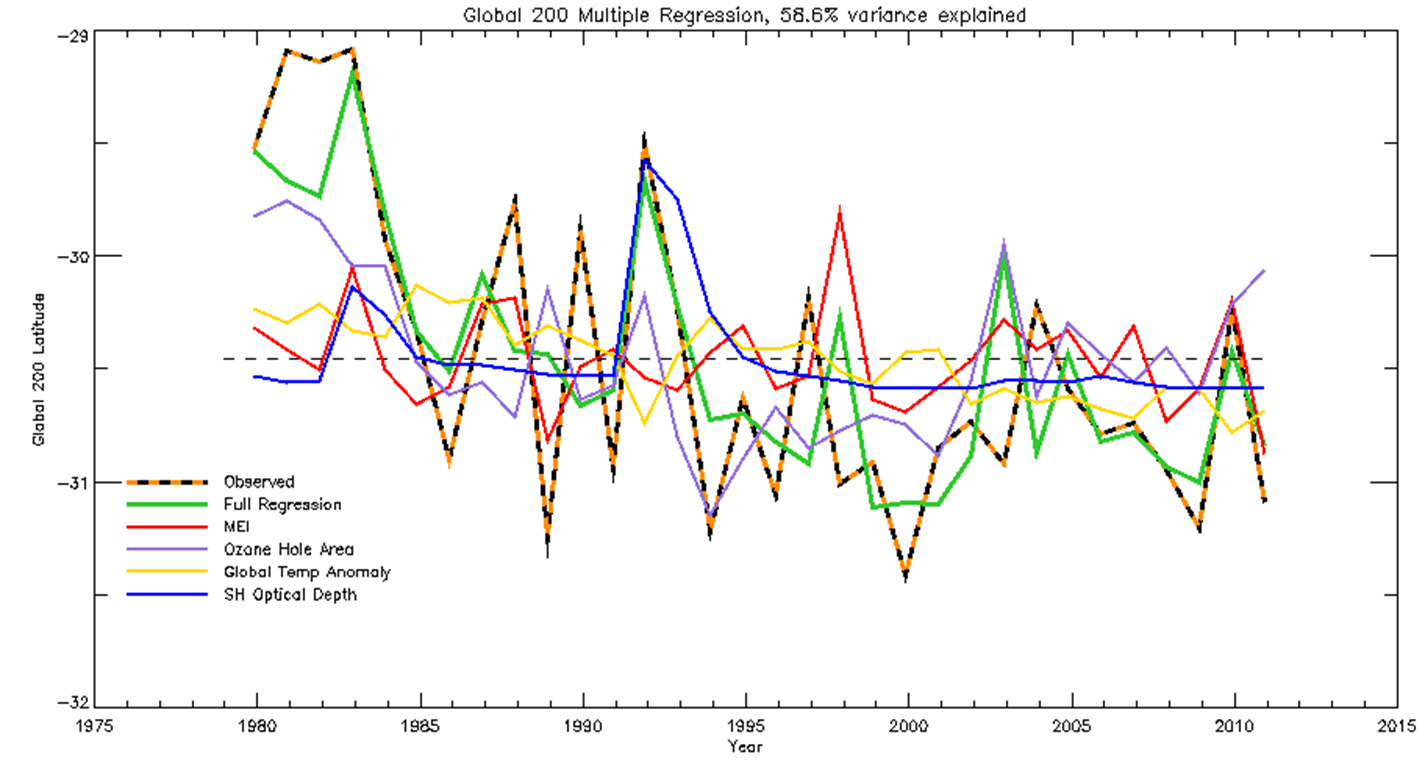 Global 200 Multiple Regression, 58.6% variance explained
-29
-30
-31
-32
Global 200 Latitude
Observed
Full Regression
MEI
Ozone Hole Area
Global Temp Anomaly
SH Optical Depth
1975 1980 1985 1990 1995 2000 2005 2010 2015
Year